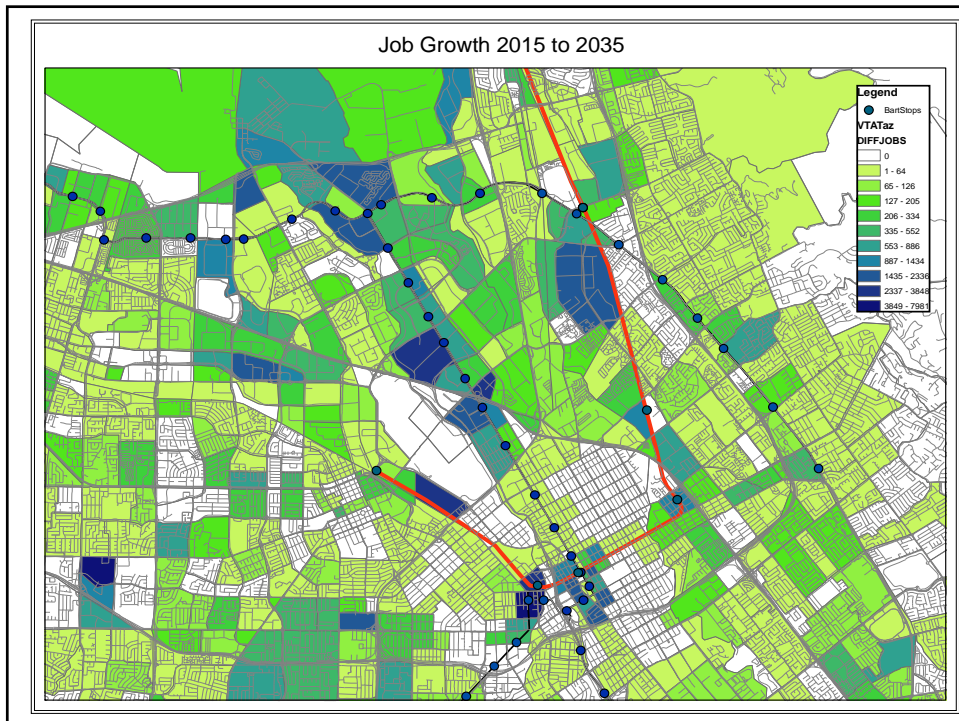 Job Growth 2015 to 2035
Legend
BartStops
VTATaz
DIFFJOBS
0
1 - 64
65 - 126
127 - 205
206 - 334
335 - 552
553 - 886
887 - 1434
1435 - 2336
2337 - 3848
3849 - 7981